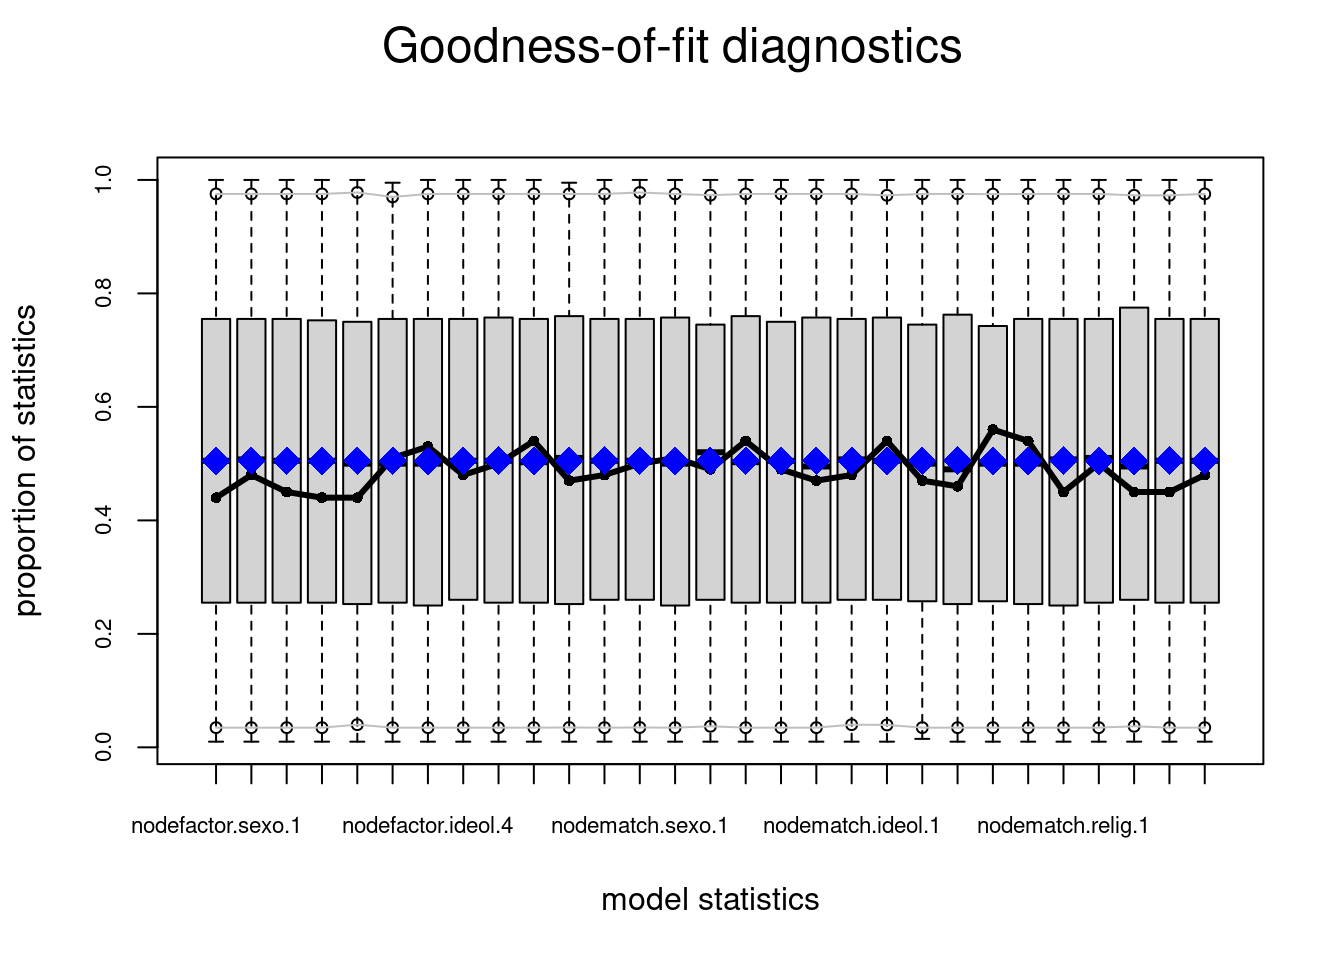 Goodness-of-fit diagnostics
proportion of statistics
1.0
0.8
0.6
0.4
0.2
0.0
nodefactor.sexo.1 nodefactor.ideol.4 nodematch.sexo.1 nodematch.ideol.1 nodematch.relig.1
model statistics